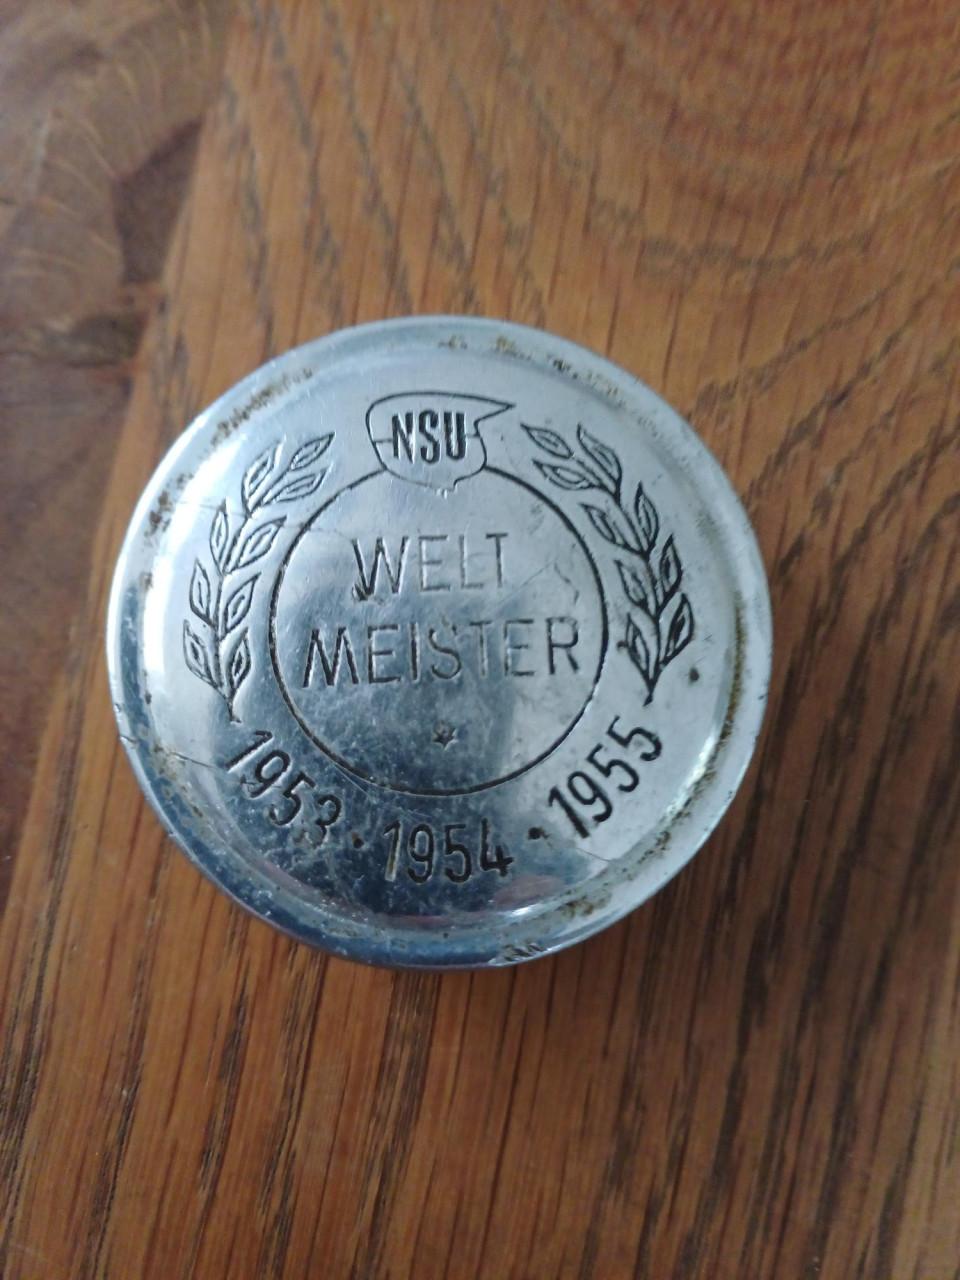 NSU
WELT
MEISTER
1953 · 1954 · 1955